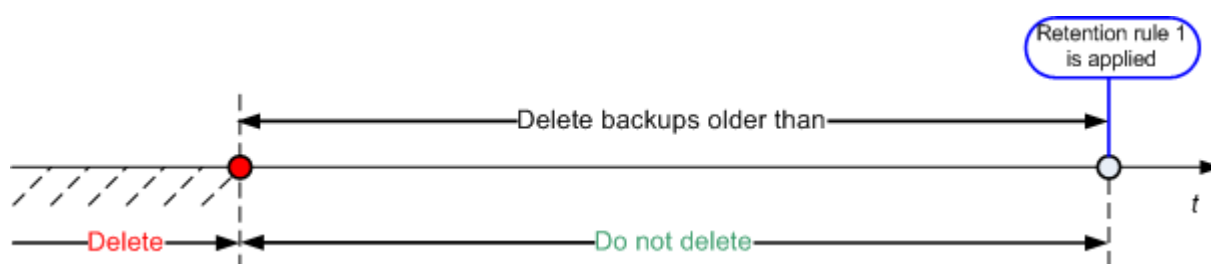 Retention rule 1
is applied
Delete backups older than
t
Delete
Do not delete